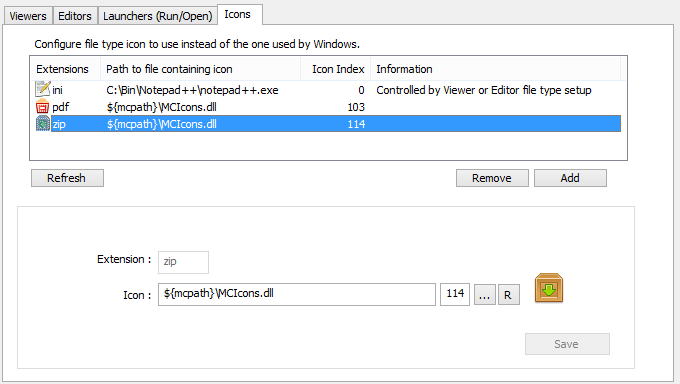 Viewers Editors Launchers (Run/Open) Icons
Configure file type icon to use instead of the one used by Windows.
Extensions Path to file containing icon Icon Index Information
ini C:\Bin\Notepad++\notepad++.exe 0 Controlled by Viewer or Editor file type setup
pdf ${mcpath}\MCIcons.dll 103
zip ${mcpath}\MCIcons.dll 114
Refresh Remove Add
Extension : zip
Icon : ${mcpath}\MCIcons.dll 114 ... R
Save